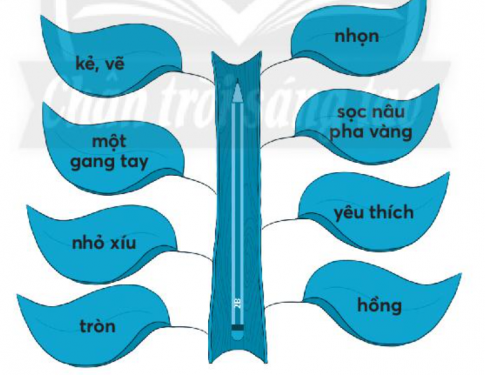 kẻ, vẽ
nhọn
Chân trời sáng tạo
một
gang tay
sọc nâu
pha vàng
nhỏ xíu
yêu thích
2B
tròn
hồng